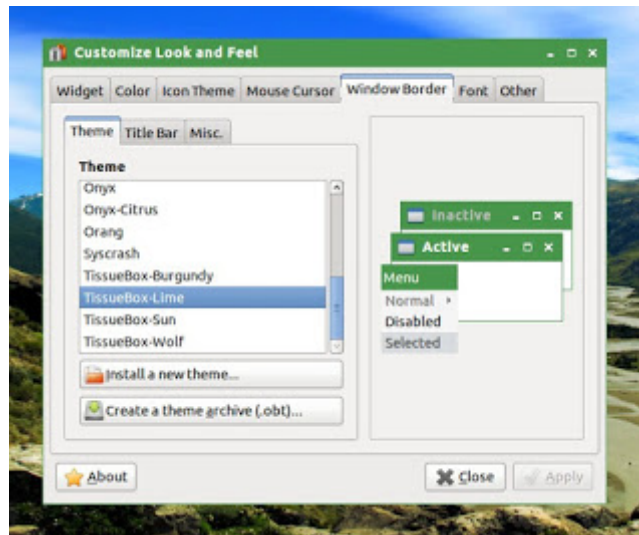 Customize Look and Feel
Widget Color Icon Theme Mouse Cursor Window Border Font Other
Theme Title Bar Misc.
Theme
Onyx
Onyx-Citrus
Orang
Syscrash
TissueBox-Burgundy
TissueBox-Lime
TissueBox-Sun
TissueBox-Wolf
Install a new theme...
Create a theme archive (.obt)...
Inactive
Active
Menu
Normal
Disabled
Selected
About
Close
Apply